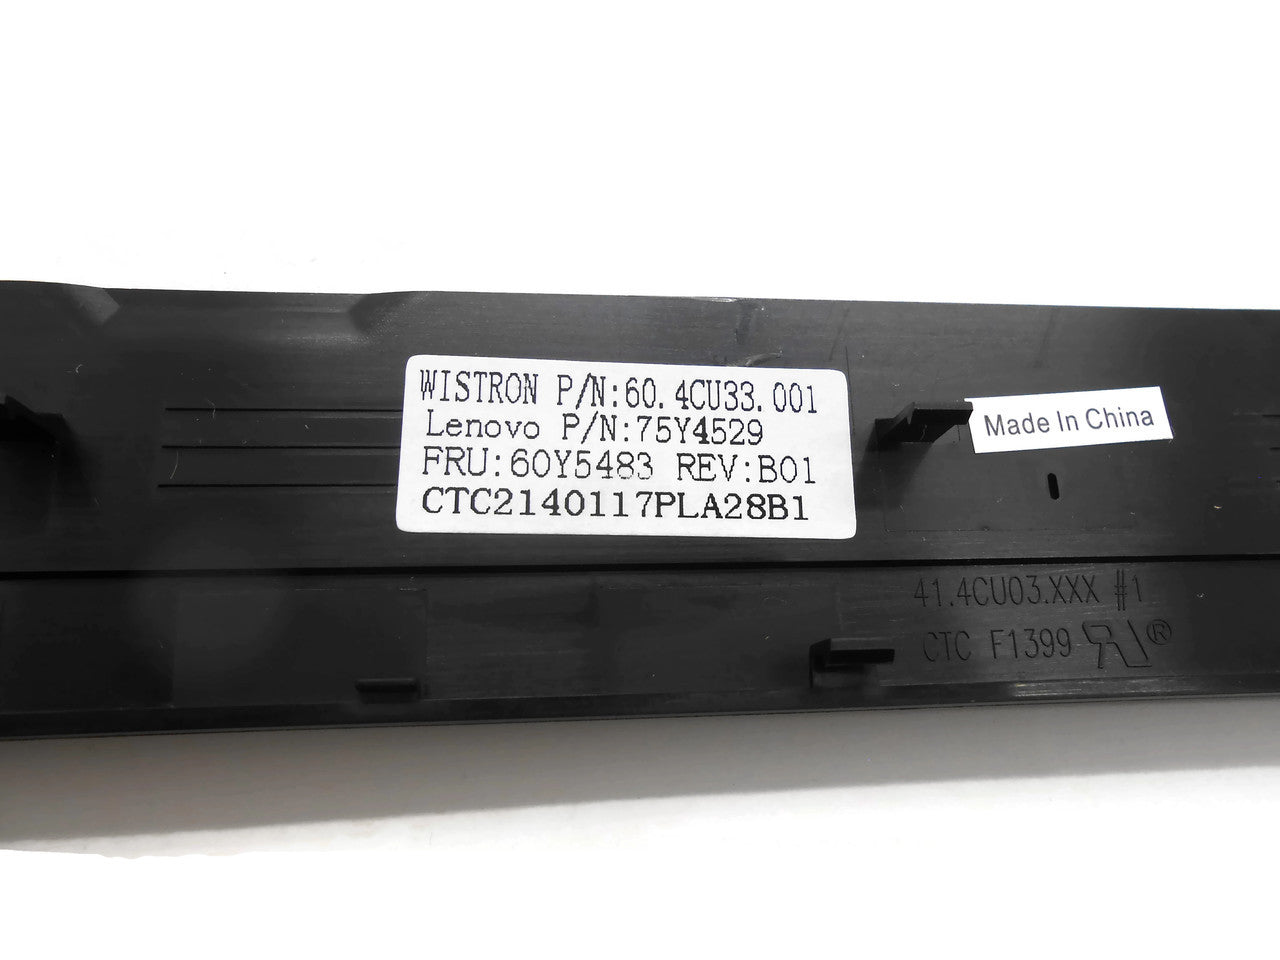 WISTRON P/N:60.4CU33.001
Lenovo P/N:75Y4529
FRU:60Y5483 REV:B01
CTC2140117PLA28B1
Made In China
41.4CU03.XXX #1
CTC F1399 RU®